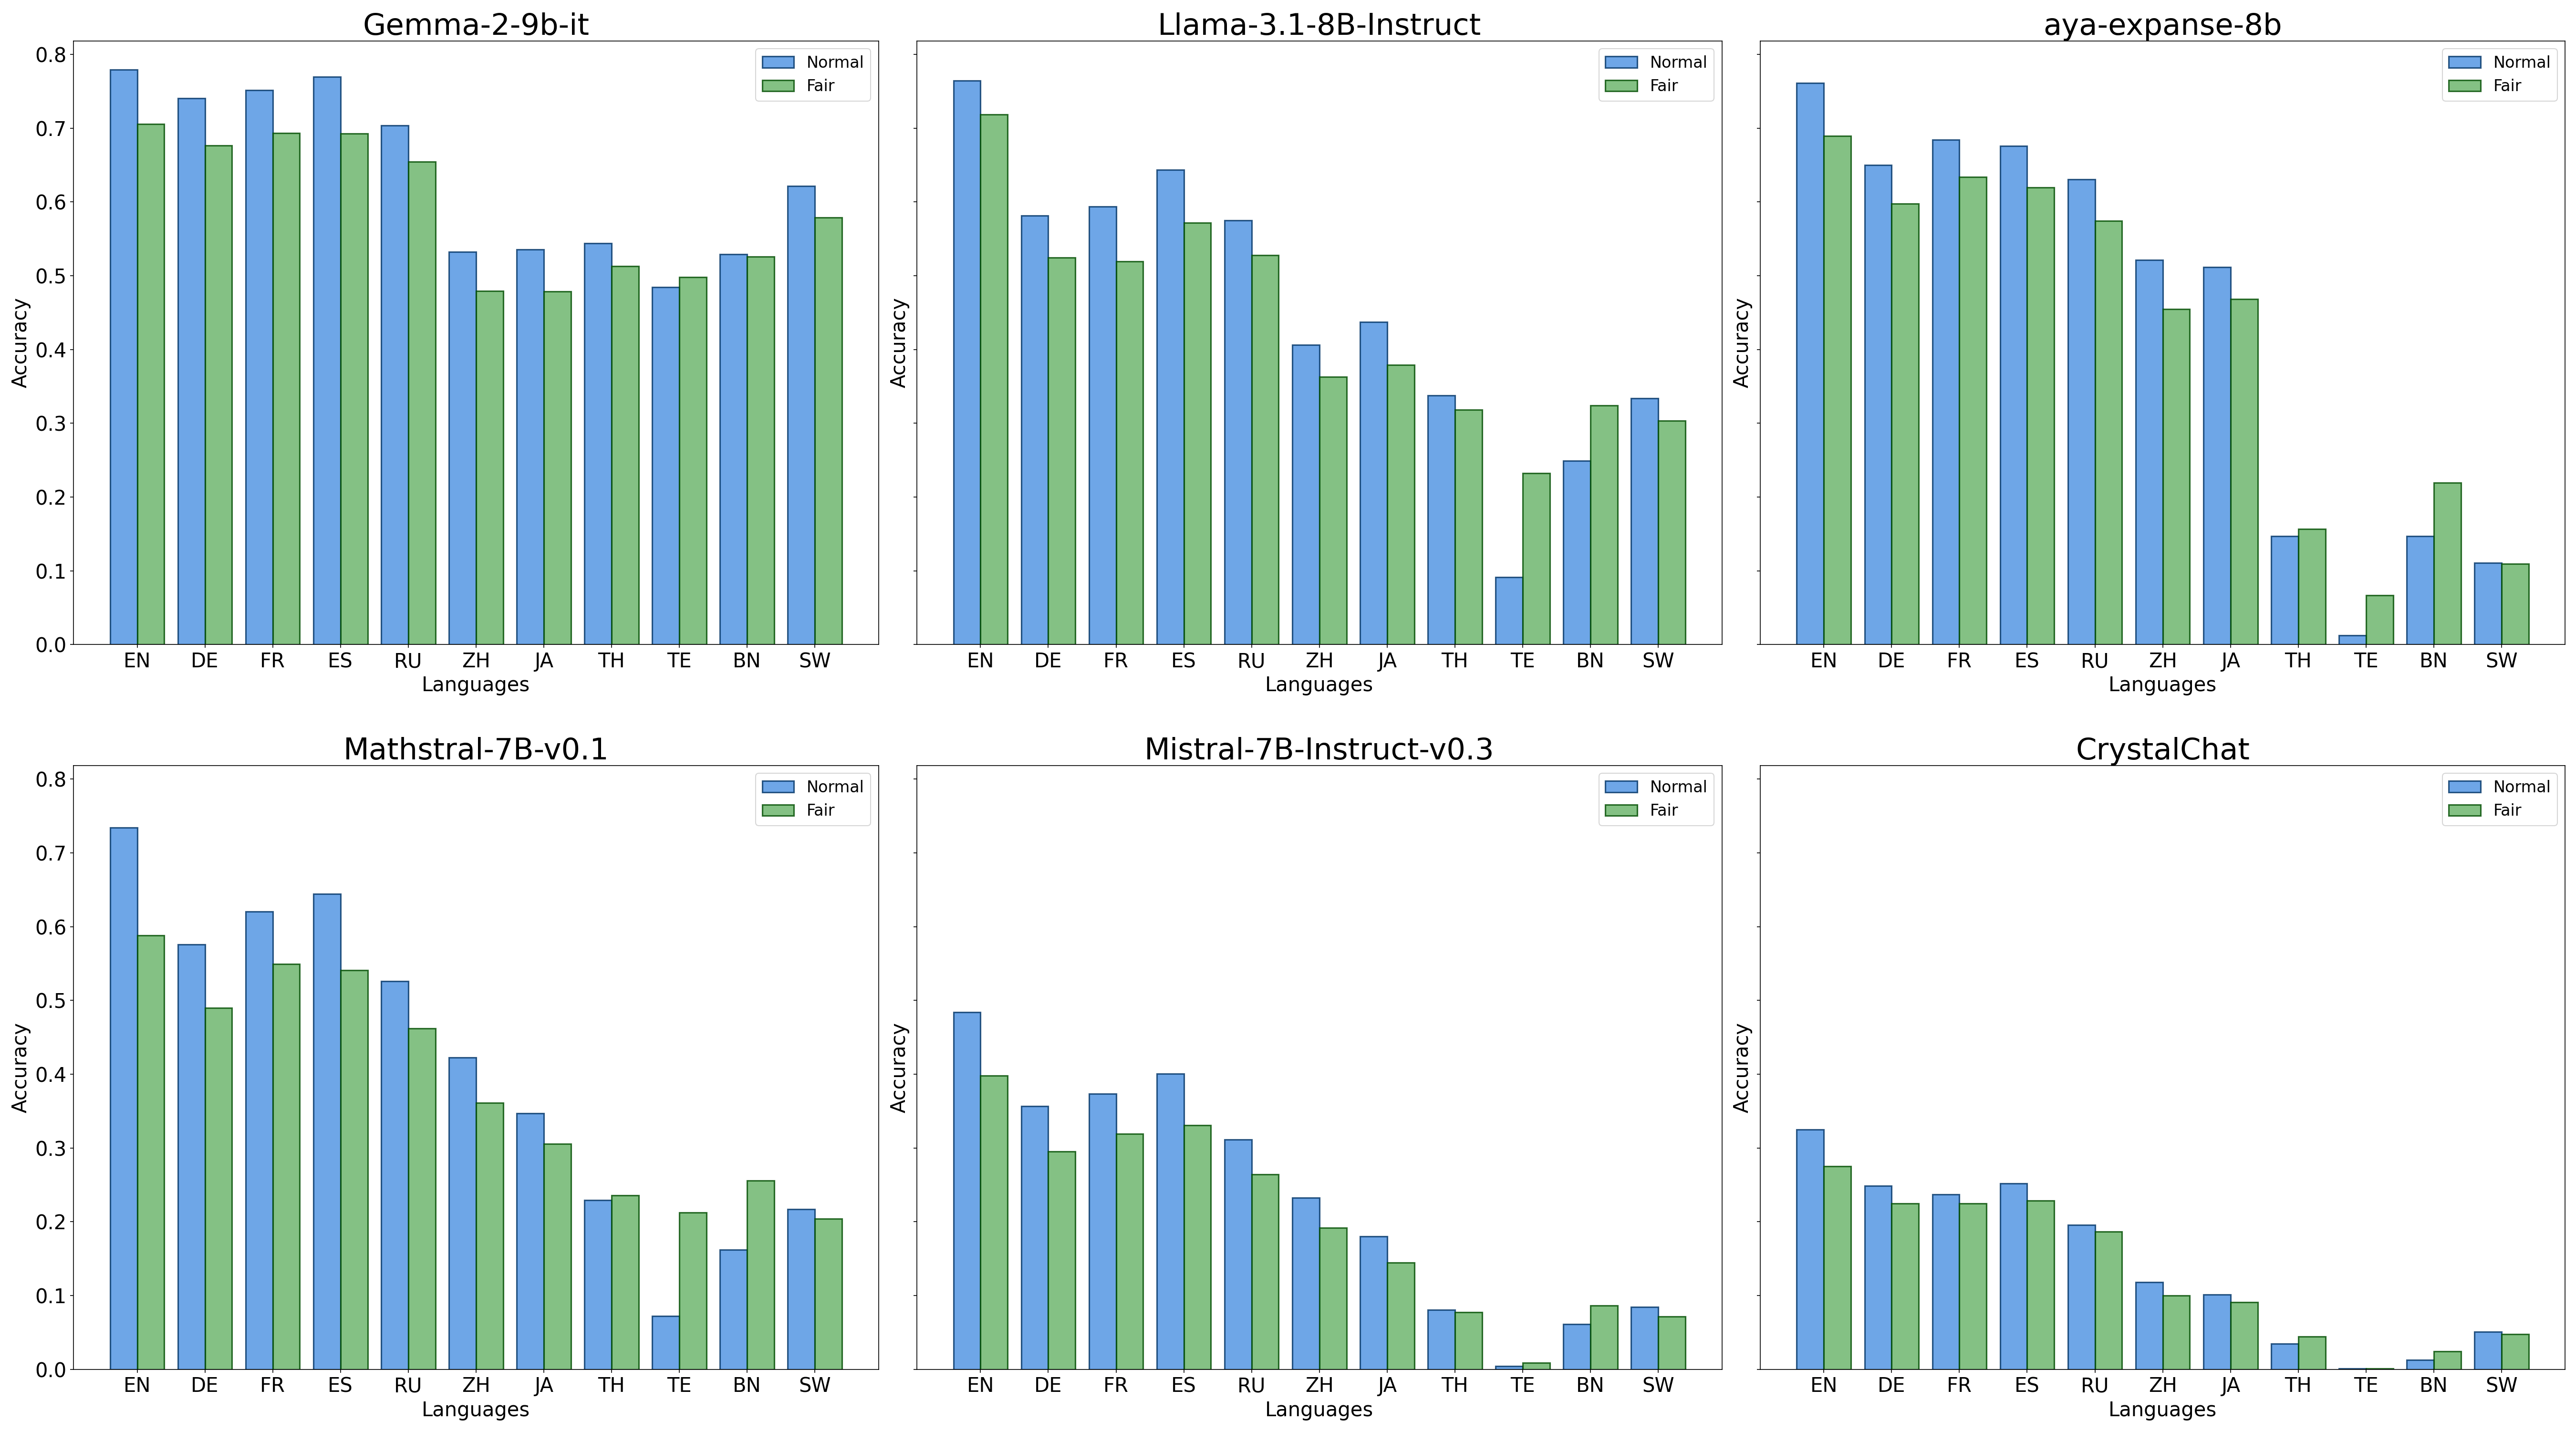 Gemma-2-9b-it
Normal
Fair
Accuracy
0.8
0.7
0.6
0.5
0.4
0.3
0.2
0.1
0.0
EN DE FR ES RU ZH JA TH TE BN SW
Languages
Llama-3.1-8B-Instruct
Normal
Fair
Accuracy
EN DE FR ES RU ZH JA TH TE BN SW
Languages
aya-expanse-8b
Normal
Fair
Accuracy
EN DE FR ES RU ZH JA TH TE BN SW
Languages
Mathstral-7B-v0.1
Normal
Fair
Accuracy
0.8
0.7
0.6
0.5
0.4
0.3
0.2
0.1
0.0
EN DE FR ES RU ZH JA TH TE BN SW
Languages
Mistral-7B-Instruct-v0.3
Normal
Fair
Accuracy
EN DE FR ES RU ZH JA TH TE BN SW
Languages
CrystalChat
Normal
Fair
Accuracy
EN DE FR ES RU ZH JA TH TE BN SW
Languages